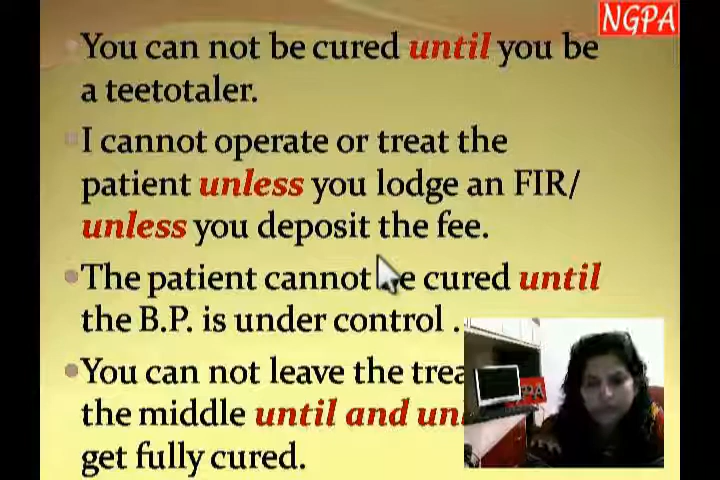 NGPA
You can not be cured until you be
a teetotaler.
I cannot operate or treat the
patient unless you lodge an FIR/
unless you deposit the fee.
The patient cannot be cured until
the B.P. is under control .
You can not leave the
the middle until and
get fully cured.